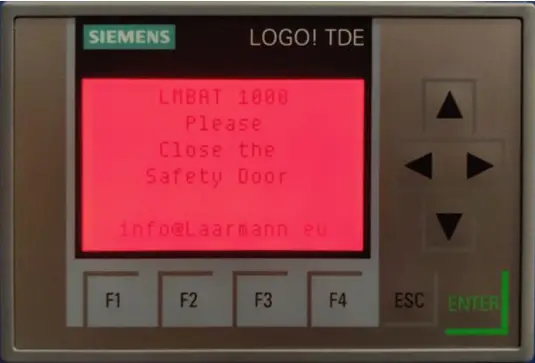 SIEMENS
LOGO! TDE
LMBAT 1000
Please
Close the
Safety Door
info@Laarmann eu
F1
F2
F3
F4
ESC
ENTER